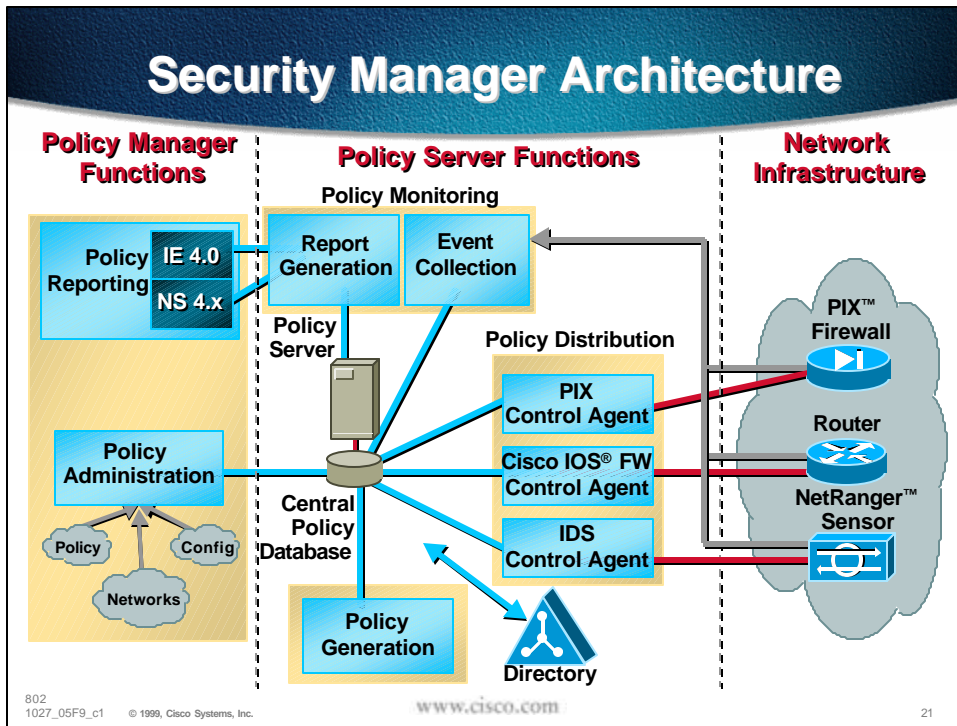 Security Manager Architecture
Policy Manager
Functions
Policy Server Functions
Network
Infrastructure
Policy Monitoring
Policy
Reporting
IE 4.0
NS 4.x
Report
Generation
Event
Collection
Policy
Server
Policy Distribution
PIX™
Firewall
PIX
Control Agent
Router
Policy
Administration
Cisco IOS® FW
Control Agent
NetRanger™
Sensor
Central
Policy
Database
IDS
Control Agent
Policy
Config
Networks
Policy
Generation
Directory
802
1027_05F9_c1
© 1999, Cisco Systems, Inc.
www.cisco.com
21